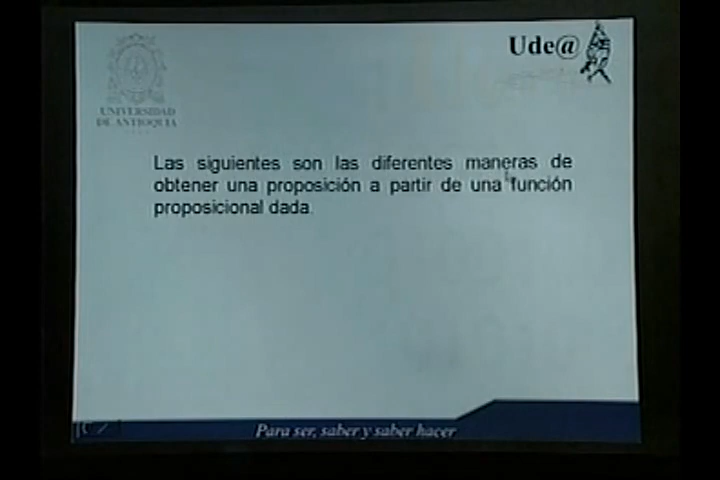 Ude@
UNIVERSIDAD
DE ANTIOQUIA
Las siguientes son las diferentes maneras de
obtener una proposición a partir de una función
proposicional dada.
Para ser, saber y saber hacer